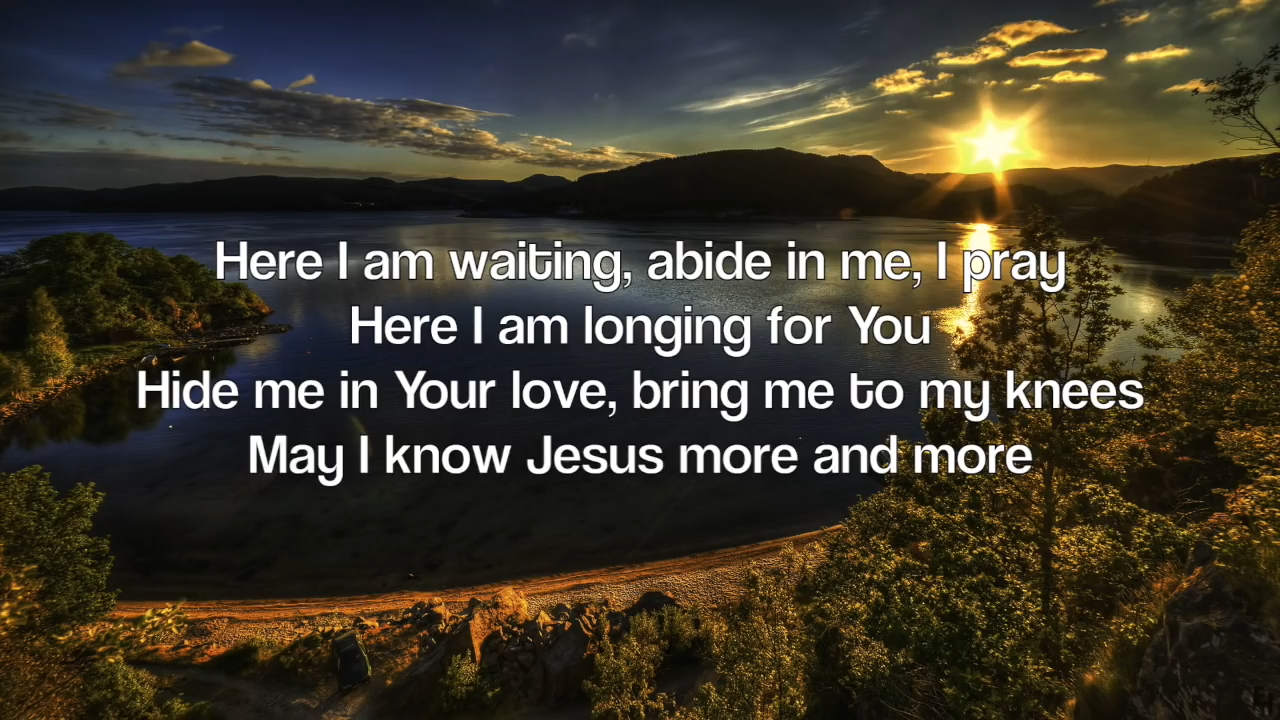 Here I am waiting, abide in me, I pray
Here I am longing for You
Hide me in Your love, bring me to my knees
May I know Jesus more and more